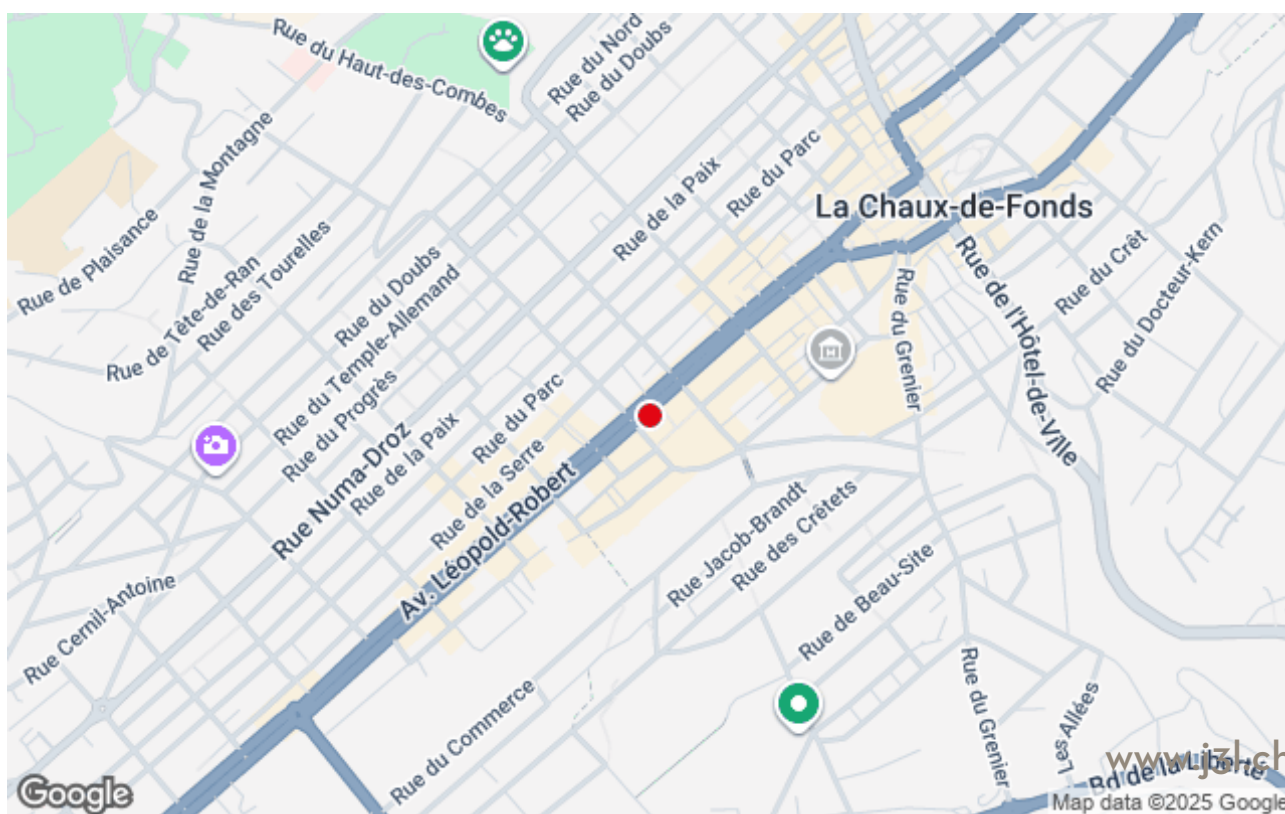 Rue du Nord
Rue du Doubs
Rue du Haut-des-Combes
Rue de la Montagne
Rue du Parc
Rue de la Paix
La Chaux-de-Fonds
Rue de Plaisance
Rue de Tête-de-Ran
Rue des Tourelles
Rue du Doubs
Rue du Temple-Allemand
Rue du Progrès
Rue du Crêt
Rue du Docteur-Kern
Rue de l'Hôtel-de-Ville
Rue du Grenier
Rue du Parc
Rue Numa-Droz
Rue de la Paix
Rue de la Serre
Av. Léopold-Robert
Rue Jacob-Brandt
Rue des Crêtets
Rue de Beau-Site
Rue Cernil-Antoine
Rue du Commerce
Rue du Grenier
Les Allées
www.j3l.ch
Bd de la Liberté
Google
Map data ©2025 Google